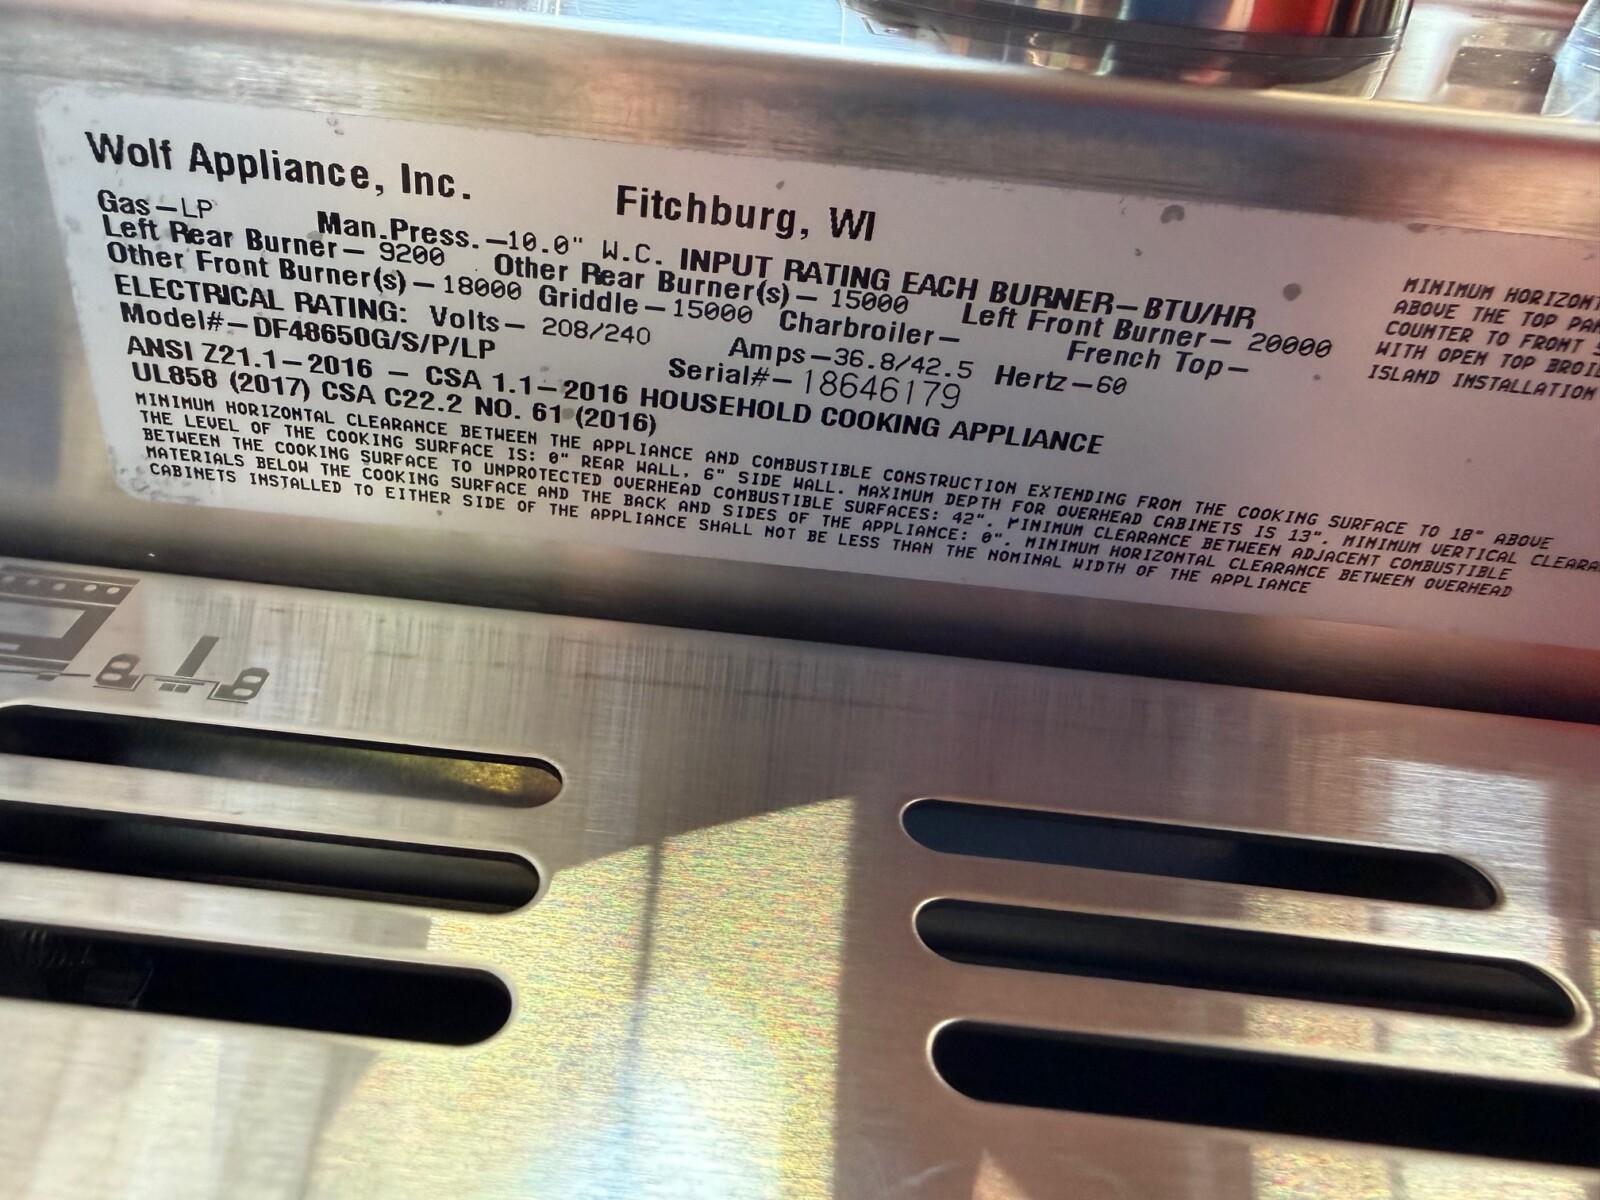 Wolf Appliance, Inc. Fitchburg, WI
Gas—LP Man.Press.—10.0" W.C. INPUT RATING EACH BURNER—BTU/HR
Left Rear Burner— 9200 Other Rear Burner(s)— 15000 Left Front Burner— 20000
Other Front Burner(s)—18000 Griddle—15000 Charbroiler— French Top—
ELECTRICAL RATING: Volts— 208/240 Amps—36.8/42.5 Hertz—60
Model#—DF48650G/S/P/LP Serial#—18646179
ANSI Z21.1—2016 — CSA 1.1—2016 HOUSEHOLD COOKING APPLIANCE
UL858 (2017) CSA C22.2 NO. 61 (2016)
MINIMUM HORIZONTAL CLEARANCE BETWEEN THE APPLIANCE AND COMBUSTIBLE CONSTRUCTION EXTENDING FROM THE COOKING SURFACE TO 18" ABOVE
THE LEVEL OF THE COOKING SURFACE IS: 0" REAR WALL, 6" SIDE WALL. MAXIMUM DEPTH FOR OVERHEAD CABINETS IS 13". MINIMUM VERTICAL
BETWEEN THE COOKING SURFACE TO UNPROTECTED OVERHEAD COMBUSTIBLE SURFACES: 42". MINIMUM CLEARANCE BETWEEN ADJACENT COMBUSTIBLE
MATERIALS BELOW THE COOKING SURFACE AND THE BACK AND SIDES OF THE APPLIANCE: 0". MINIMUM HORIZONTAL CLEARANCE BETWEEN OVERHEAD
CABINETS INSTALLED TO EITHER SIDE OF THE APPLIANCE SHALL NOT BE LESS THAN THE NOMINAL WIDTH OF THE APPLIANCE
MINIMUM
ABOVE THE TOP
COUNTER TO FRONT
WITH OPEN TOP
ISLAND INSTALLATION